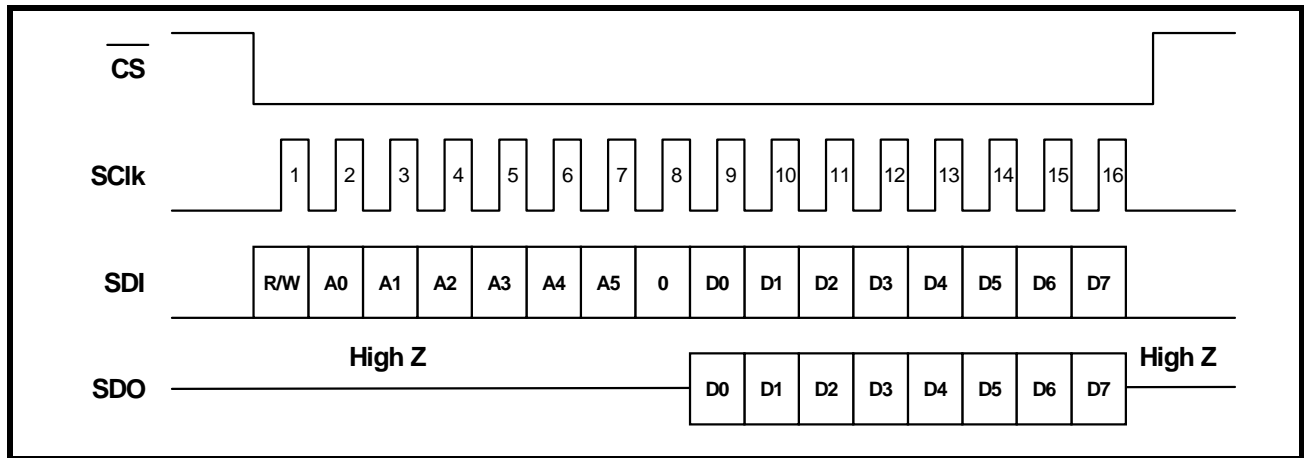 CS
SClk 1 2 3 4 5 6 7 8 9 10 11 12 13 14 15 16
SDI R/W A0 A1 A2 A3 A4 A5 0 D0 D1 D2 D3 D4 D5 D6 D7
High Z High Z
SDO D0 D1 D2 D3 D4 D5 D6 D7